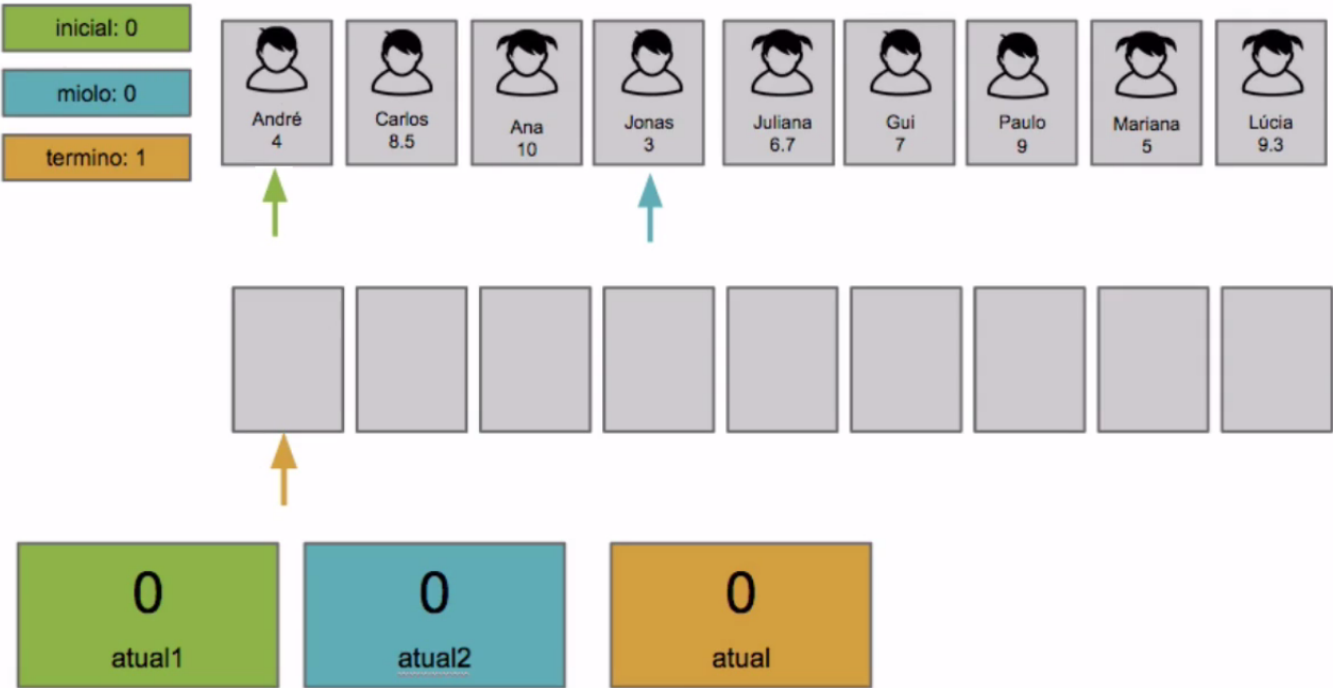 inicial: 0
miolo: 0
termino: 1
André
4
Carlos
8.5
Ana
10
Jonas
3
Juliana
6.7
Gui
7
Paulo
9
Mariana
5
Lúcia
9.3
0
atual1
0
atual2
0
atual